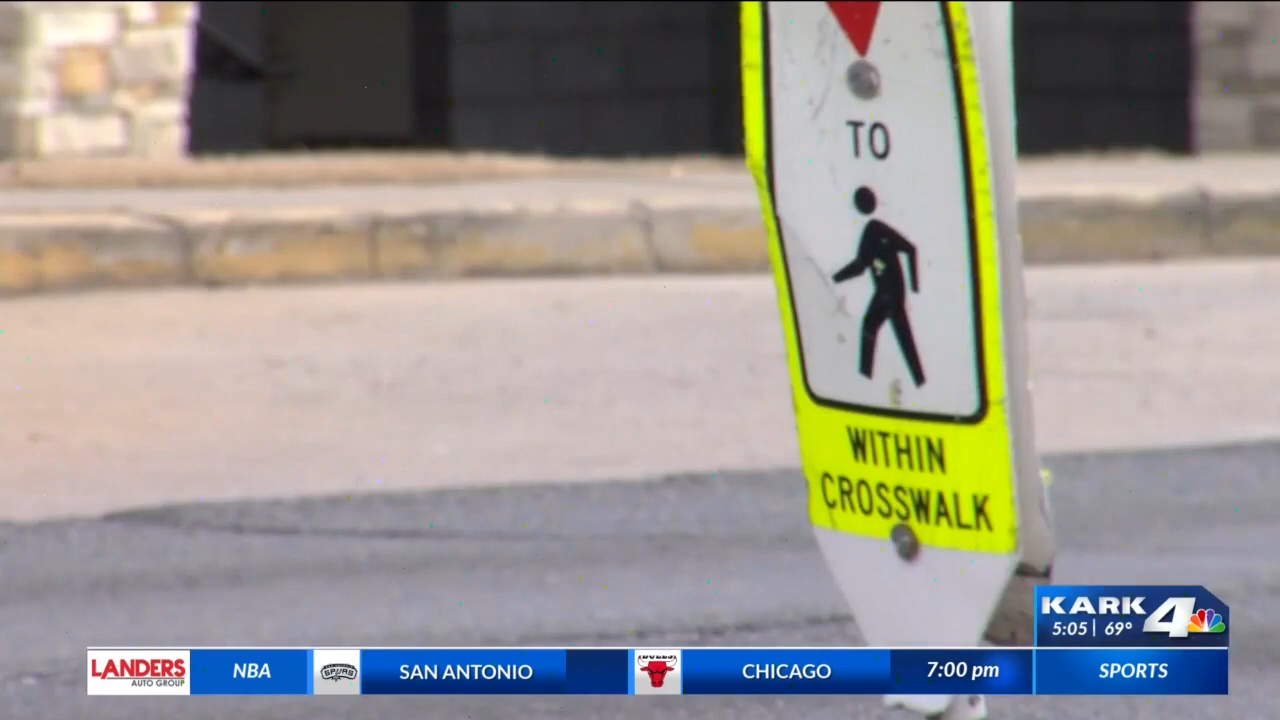 TO
WITHIN
CROSSWALK
KARK 4
5:05 | 69°
LANDERS
AUTO GROUP
NBA
SPURS
SAN ANTONIO
BULLS
CHICAGO
7:00 pm
SPORTS